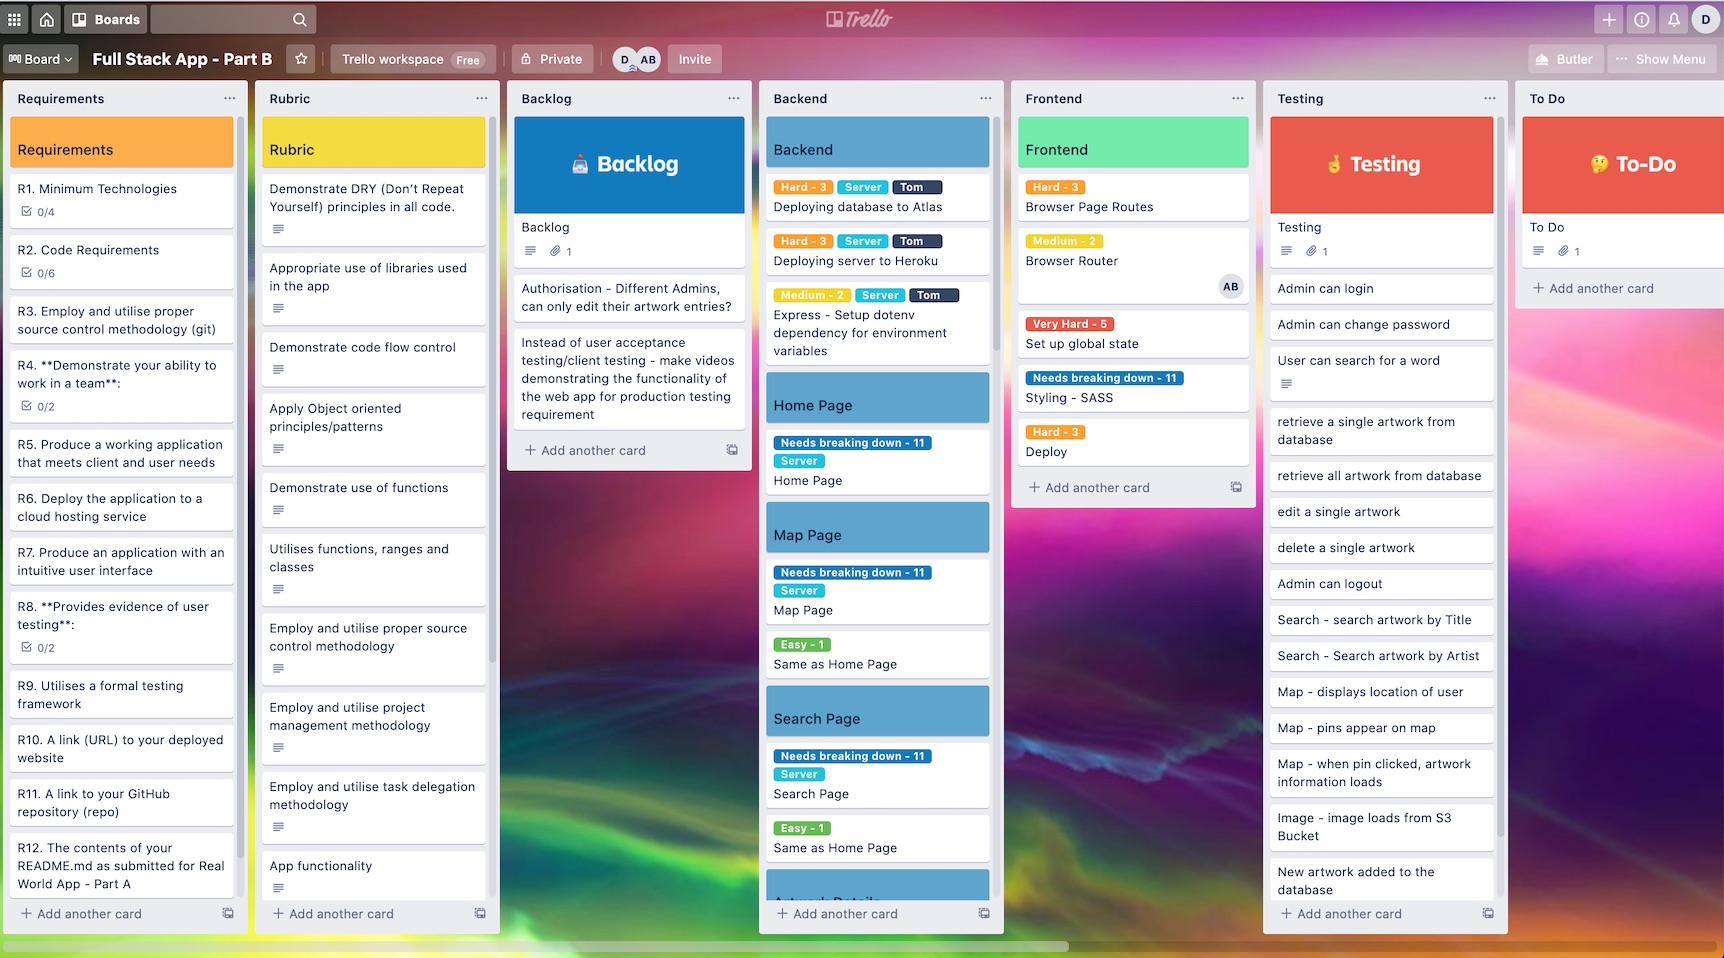 Boards
Trello
D
Board
Full Stack App - Part B
Trello workspace Free
Private
D AB
Invite
Butler
... Show Menu
Requirements
Requirements
R1. Minimum Technologies
0/4
R2. Code Requirements
0/6
R3. Employ and utilise proper
source control methodology (git)
R4. **Demonstrate your ability to
work in a team**:
0/2
R5. Produce a working application
that meets client and user needs
R6. Deploy the application to a
cloud hosting service
R7. Produce an application with an
intuitive user interface
R8. **Provides evidence of user
testing**:
0/2
R9. Utilises a formal testing
framework
R10. A link (URL) to your deployed
website
R11. A link to your GitHub
repository (repo)
R12. The contents of your
README.md as submitted for Real
World App - Part A
+ Add another card
Rubric
Rubric
Demonstrate DRY (Don't Repeat
Yourself) principles in all code.
Appropriate use of libraries used
in the app
Demonstrate code flow control
Apply Object oriented
principles/patterns
Demonstrate use of functions
Utilises functions, ranges and
classes
Employ and utilise proper source
control methodology
Employ and utilise project
management methodology
Employ and utilise task delegation
methodology
App functionality
+ Add another card
Backlog
Backlog
Backlog
1
Authorisation - Different Admins,
can only edit their artwork entries?
Instead of user acceptance
testing/client testing - make videos
demonstrating the functionality of
the web app for production testing
requirement
+ Add another card
Backend
Backend
Hard - 3 Server Tom
Deploying database to Atlas
Hard - 3 Server Tom
Deploying server to Heroku
Medium - 2 Server Tom
Express - Setup dotenv
dependency for environment
variables
Home Page
Needs breaking down - 11
Server
Home Page
Map Page
Needs breaking down - 11
Server
Map Page
Easy - 1
Same as Home Page
Search Page
Needs breaking down - 11
Server
Search Page
Easy - 1
Same as Home Page
Artwork Details
+ Add another card
Frontend
Frontend
Hard - 3
Browser Page Routes
Medium - 2
Browser Router
AB
Very Hard - 5
Set up global state
Needs breaking down - 11
Styling - SASS
Hard - 3
Deploy
+ Add another card
Testing
Testing
Testing
1
Admin can login
Admin can change password
User can search for a word
retrieve a single artwork from
database
retrieve all artwork from database
edit a single artwork
delete a single artwork
Admin can logout
Search - search artwork by Title
Search - Search artwork by Artist
Map - displays location of user
Map - pins appear on map
Map - when pin clicked, artwork
information loads
Image - image loads from S3
Bucket
New artwork added to the
database
+ Add another card
To Do
To-Do
To Do
1
+ Add another card